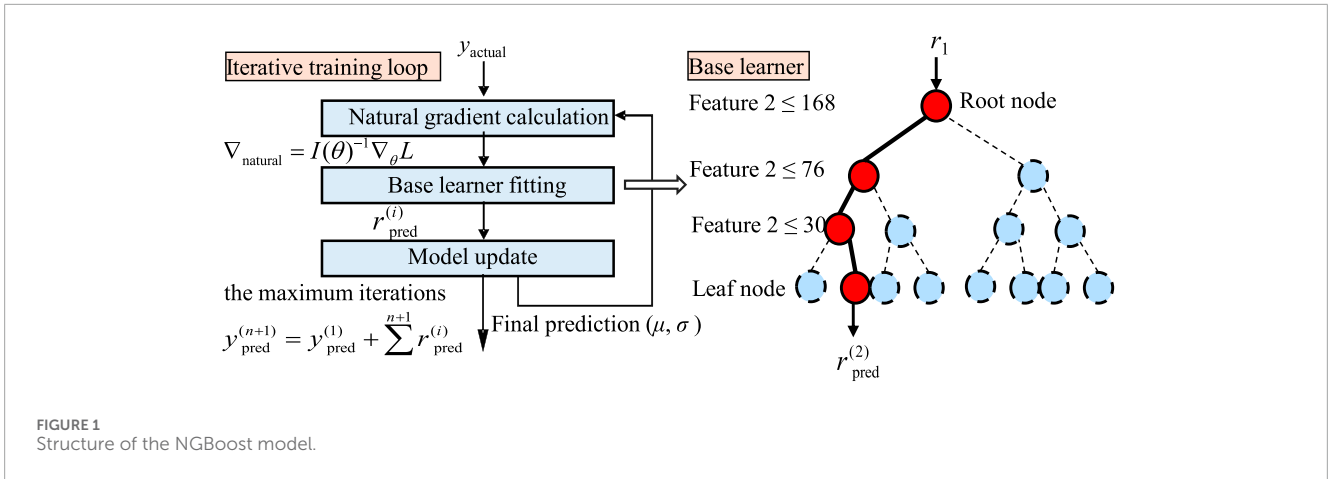 Iterative training loop
y_actual
Natural gradient calculation
∇_natural = I(θ)^−1 ∇_θ L
Base learner fitting
r_pred^(i)
Model update
the maximum iterations
y_pred^(n+1) = y_pred^(1) + ∑^n+1 r_pred^(i)
Final prediction (μ, σ )
Base learner
r_1
Feature 2 ≤ 168
Root node
Feature 2 ≤ 76
Feature 2 ≤ 30
Leaf node
r_pred^(2)
FIGURE 1
Structure of the NGBoost model.